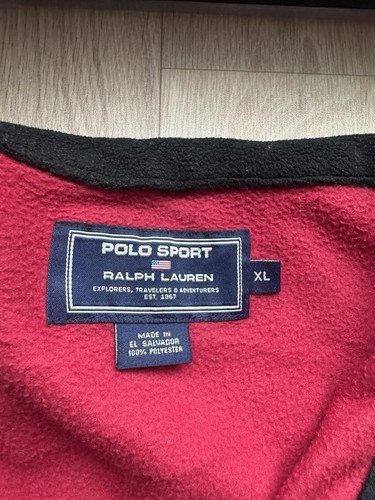 POLO SPORT
RALPH LAUREN
EXPLORERS, TRAVELERS & ADVENTURERS
EST. 1967
XL
MADE IN
EL SALVADOR
100% POLYESTER